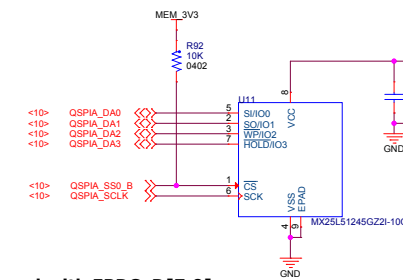 MEM_3V3
R92
10K
0402
U11
<10> QSPIA_DA0 5 SI/IO0
<10> QSPIA_DA1 2 SO/IO1
<10> QSPIA_DA2 3 WP/IO2
<10> QSPIA_DA3 7 HOLD/IO3
8 VCC
GND
<10> QSPIA_SS0_B 1 CS
<10> QSPIA_SCLK 6 SCK
4 VSS
9 EPAD
MX25L51245GZ2I-10G
GND